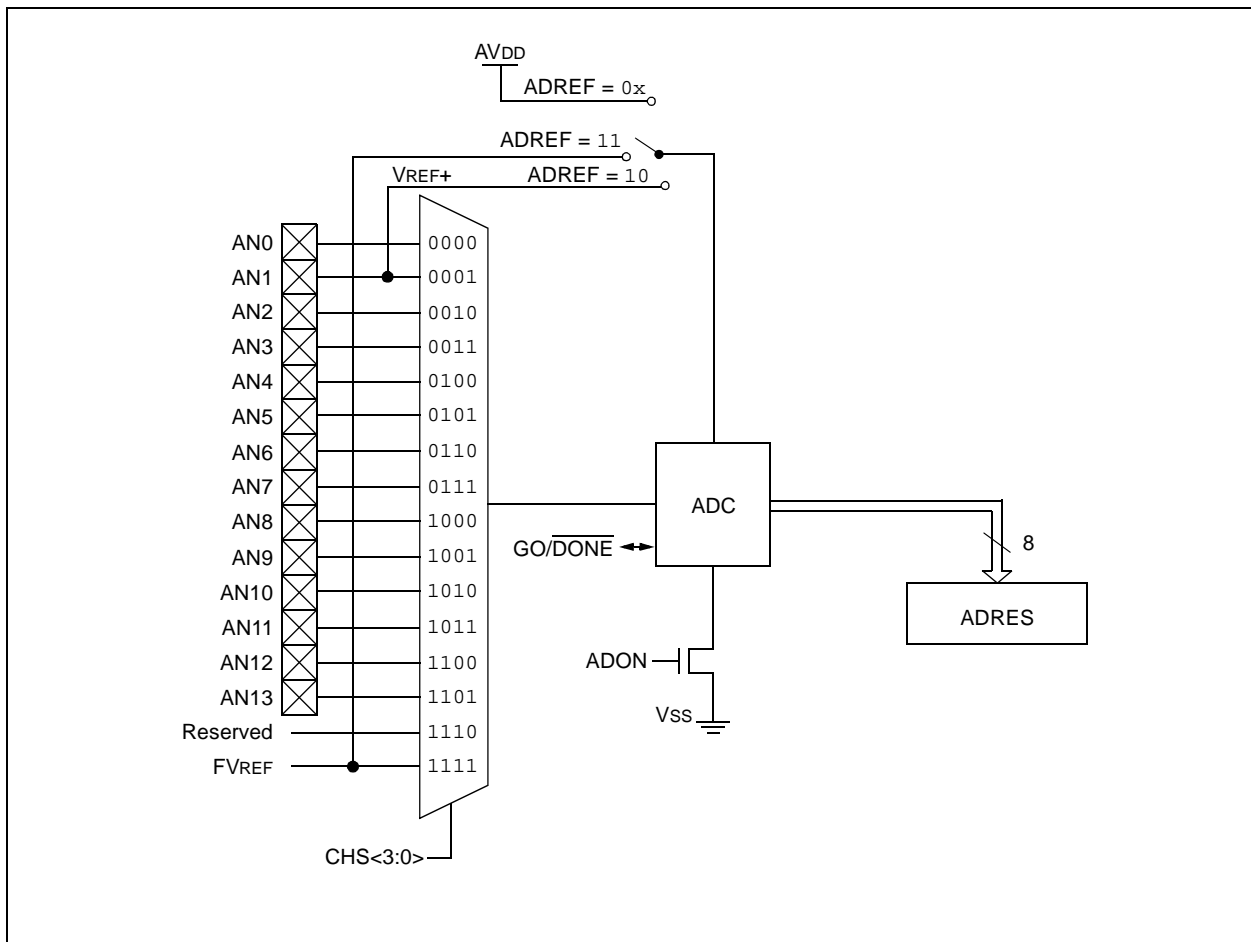 AVDD
ADREF = 0x
ADREF = 11
VREF+
ADREF = 10
AN0 0000
AN1 0001
AN2 0010
AN3 0011
AN4 0100
AN5 0101
AN6 0110
AN7 0111
AN8 1000
AN9 1001
AN10 1010
AN11 1011
AN12 1100
AN13 1101
Reserved 1110
FVREF 1111
CHS<3:0>
ADC
GO/DONE
8
ADRES
ADON
VSS